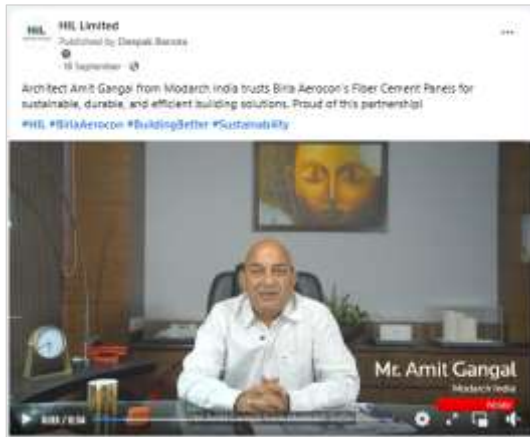 HIL
HIL Limited
Published by Deepak Banota
18 September
Architect Amit Gangal from Modarch India trusts Birla Aerocon's Fiber Cement Panels for
sustainable, durable, and efficient building solutions. Proud of this partnership!
#HIL #BirlaAerocon #BuildingBetter #Sustainability
Mr. Amit Gangal
Modarch India